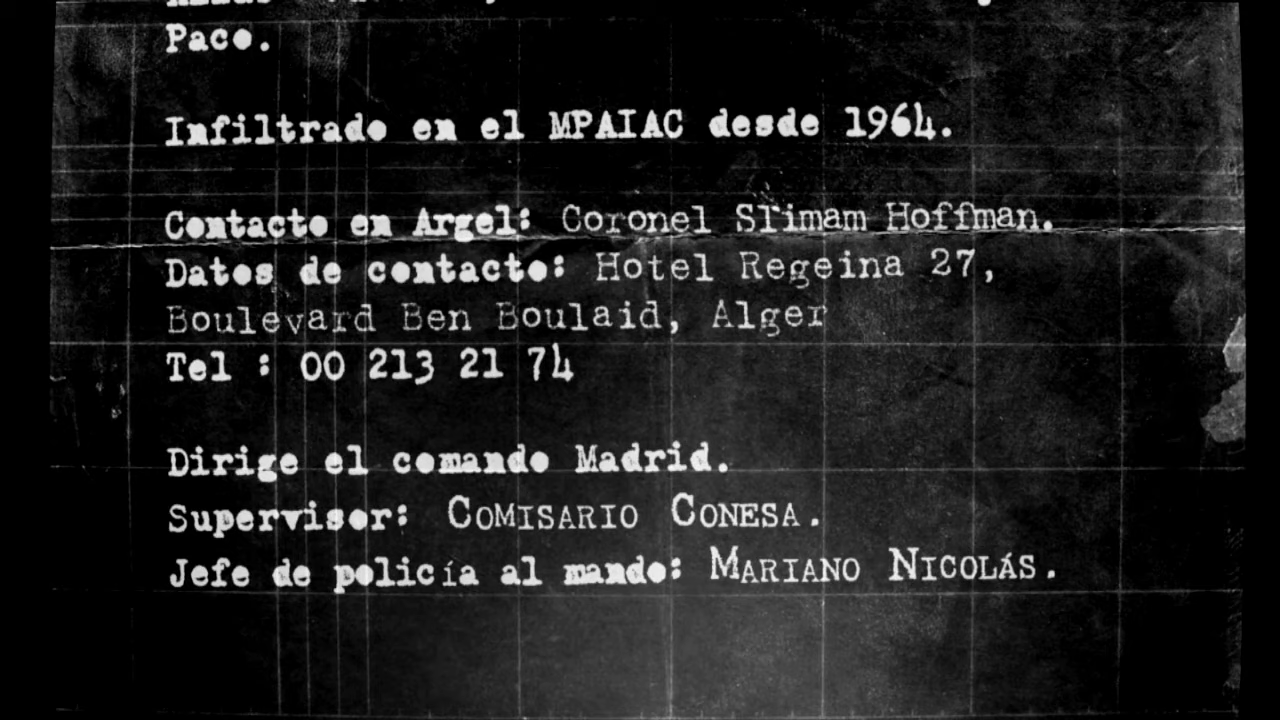 Paco.
Infiltrado en el MPAIAC desde 1964.
Contacto en Argel: Coronel Slimam Hoffman.
Datos de contacto: Hotel Regeina 27,
Boulevard Ben Boulaid, Alger
Tel : 00 213 21 74
Dirige el comando Madrid.
Supervisor: COMISARIO CONESA.
Jefe de policía al mando: MARIANO NICOLÁS.